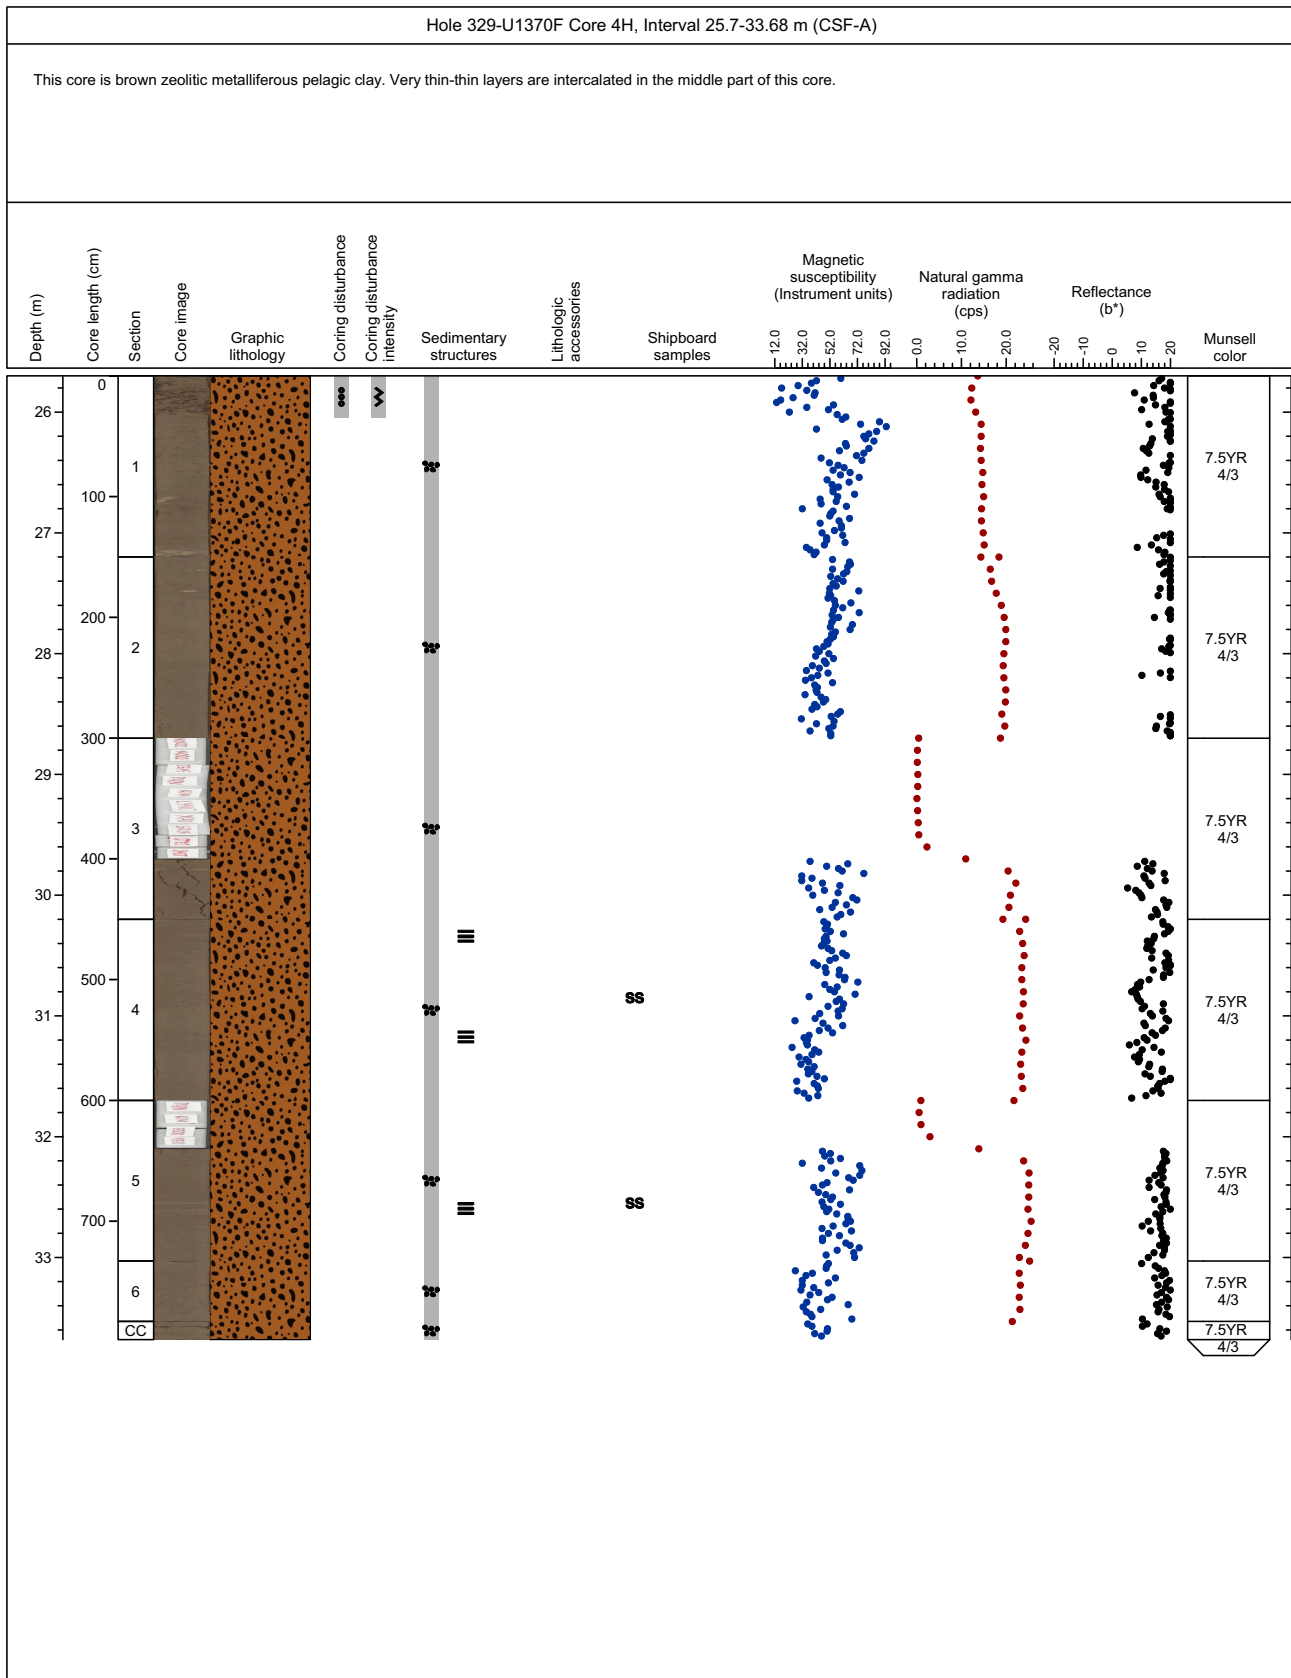 Hole 329-U1370F Core 4H, Interval 25.7-33.68 m (CSF-A)
This core is brown zeolitic metalliferous pelagic clay. Very thin-thin layers are intercalated in the middle part of this core.
Depth (m)
Core length (cm)
Section
Core image
Graphic
lithology
Coring disturbance
Coring disturbance
intensity
Sedimentary
structures
Lithologic
accessories
Shipboard
samples
Magnetic
susceptibility
(Instrument units)
Natural gamma
radiation
(cps)
Reflectance
(b*)
Munsell
color
12.0 32.0 52.0 72.0 92.0
0.0 10.0 20.0
-20 -10 0 10 20
0
26
1
7.5YR
4/3
100
27
200
2
7.5YR
4/3
28
300
29
3
7.5YR
4/3
400
30
500
SS
4
7.5YR
4/3
31
600
32
5
7.5YR
4/3
SS
700
33
6
7.5YR
4/3
CC
7.5YR
4/3